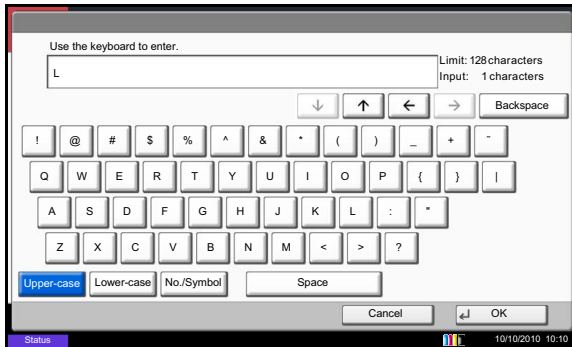 Use the keyboard to enter.
Limit: 128 characters
L
Input: 1 characters
Backspace
! @ # $ % ^ & * ( ) _ + ~
Q W E R T Y U I O P { } |
A S D F G H J K L : "
Z X C V B N M < > ?
Upper-case Lower-case No./Symbol Space
Cancel OK
Status 10/10/2010 10:10